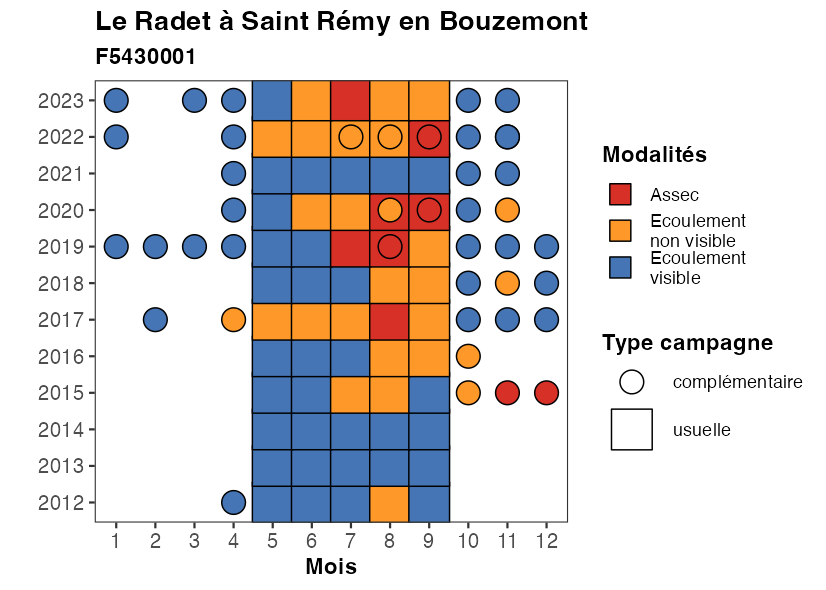 Le Radet à Saint Rémy en Bouzemont
F5430001
2023
2022
2021
2020
2019
2018
2017
2016
2015
2014
2013
2012
1 2 3 4 5 6 7 8 9 10 11 12
Mois
Modalités
Assec
Ecoulement
non visible
Ecoulement
visible
Type campagne
complémentaire
usuelle